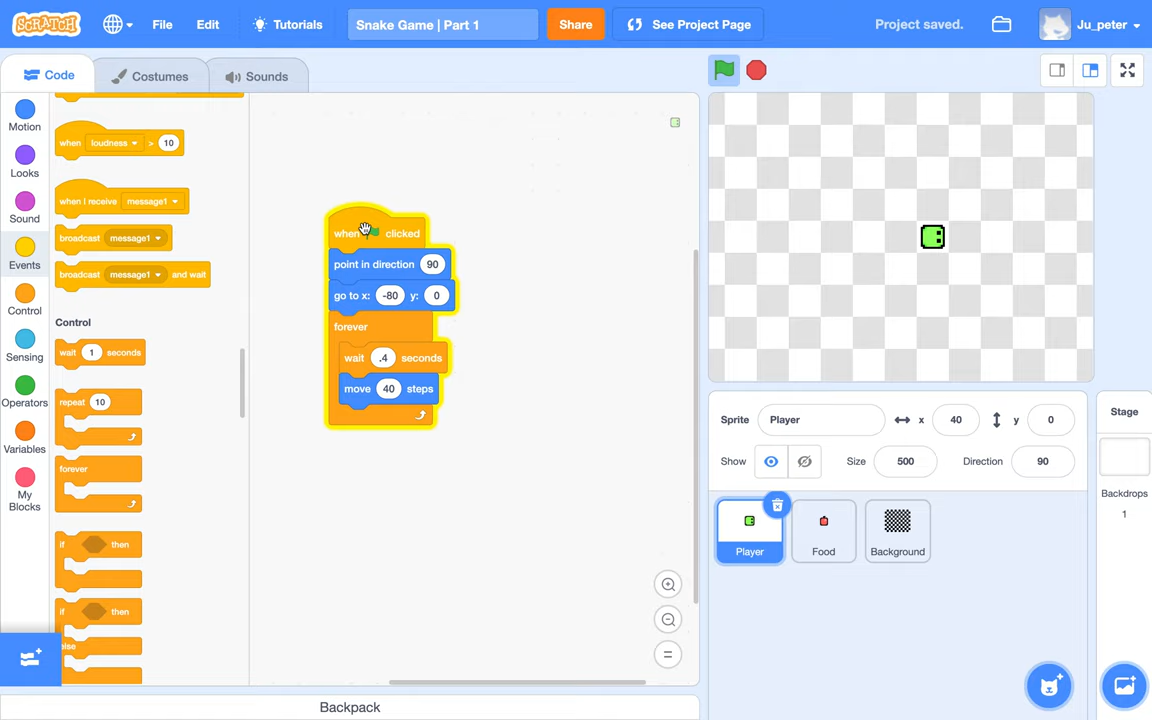 SCRATCH File Edit Tutorials Snake Game | Part 1 Share See Project Page Project saved. Ju_peter
Code Costumes Sounds
Motion
Looks
Sound
Events
Control
Sensing
Operators
Variables
My
Blocks
when loudness > 10
when I receive message1
broadcast message1
broadcast message1 and wait
Control
wait 1 seconds
repeat 10
forever
if then
if then
else
when clicked
point in direction 90
go to x: -80 y: 0
forever
wait .4 seconds
move 40 steps
Backpack
Sprite Player x 40 y 0
Show Size 500 Direction 90
Player Food Background
Stage
Backdrops
1